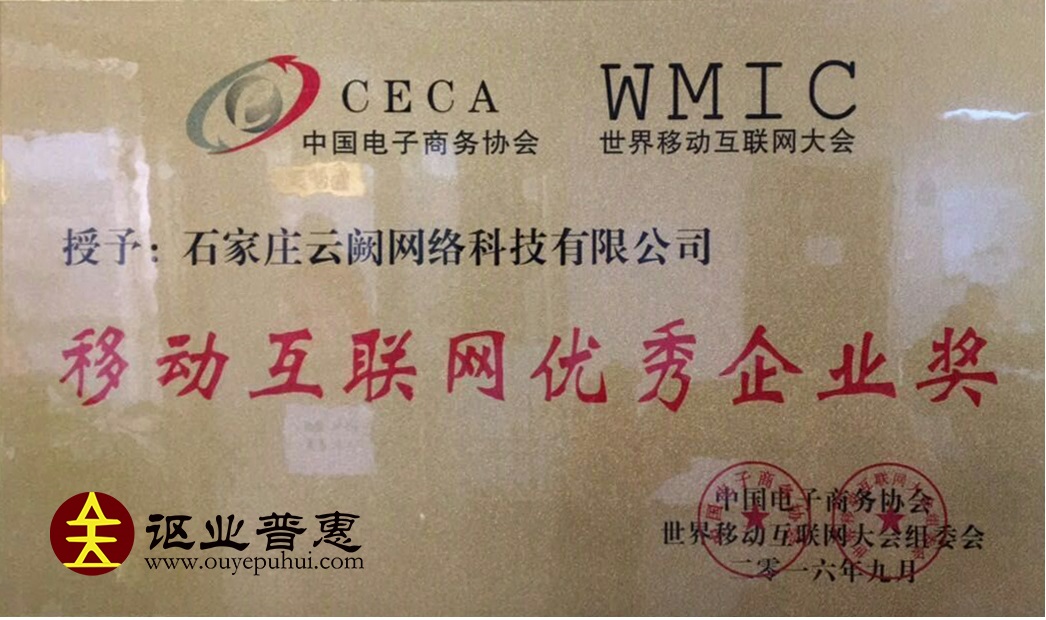 CECA
中国电子商务协会
WMIC
世界移动互联网大会
授予：石家庄云阙网络科技有限公司
移动互联网优秀企业奖
中国电子商务协会
世界移动互联网大会组委会
二零一六年九月
讴业普惠
www.ouyepuhui.com